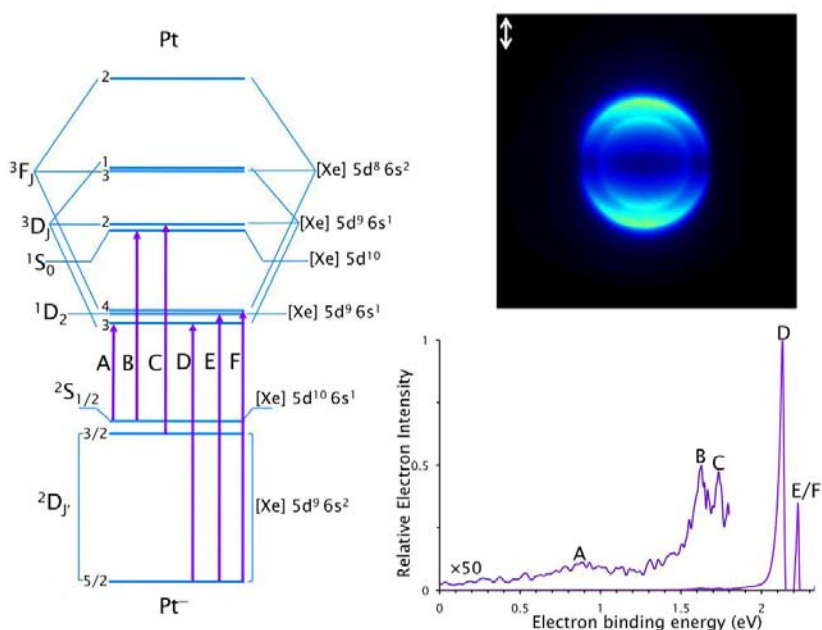 Pt
2
³F_J
1
3
[Xe] 5d⁸ 6s²
³D_J
2
[Xe] 5d⁹ 6s¹
¹S₀
[Xe] 5d¹⁰
¹D₂
4
2
3
[Xe] 5d⁹ 6s¹
A B C D E F
²S₁/₂
[Xe] 5d¹⁰ 6s¹
3/2
²D_J'
[Xe] 5d⁹ 6s²
5/2
Pt⁻
Relative Electron Intensity
1
0.5
0
D
B
C
E/F
A
×50
0 0.5 1 1.5 2
Electron binding energy (eV)